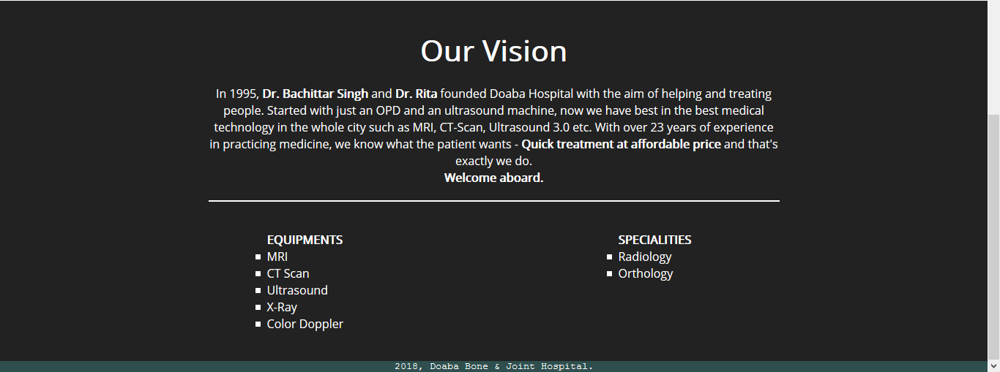 Our Vision
In 1995, Dr. Bachittar Singh and Dr. Rita founded Doaba Hospital with the aim of helping and treating
people. Started with just an OPD and an ultrasound machine, now we have best in the best medical
technology in the whole city such as MRI, CT-Scan, Ultrasound 3.0 etc. With over 23 years of experience
in practicing medicine, we know what the patient wants - Quick treatment at affordable price and that's
exactly we do.
Welcome aboard.
EQUIPMENTS
MRI
CT Scan
Ultrasound
X-Ray
Color Doppler
SPECIALITIES
Radiology
Orthology
2018, Doaba Bone & Joint Hospital.